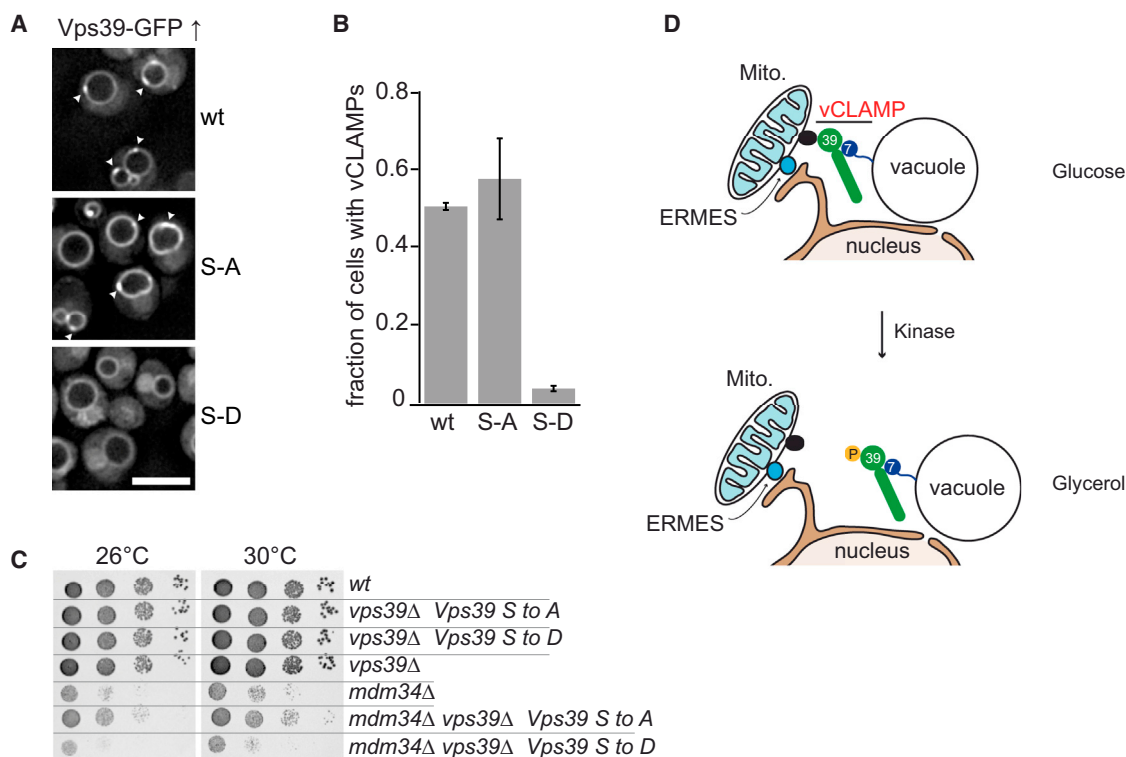 A
Vps39-GFP ↑
wt
S-A
S-D
B
fraction of cells with vCLAMPs
0.8
0.6
0.4
0.2
0
wt S-A S-D
C
26°C 30°C
wt
vps39Δ Vps39 S to A
vps39Δ Vps39 S to D
vps39Δ
mdm34Δ
mdm34Δ vps39Δ Vps39 S to A
mdm34Δ vps39Δ Vps39 S to D
D
Mito.
vCLAMP
39
7
vacuole
Glucose
ERMES
nucleus
Kinase
Mito.
P
39
7
vacuole
Glycerol
ERMES
nucleus